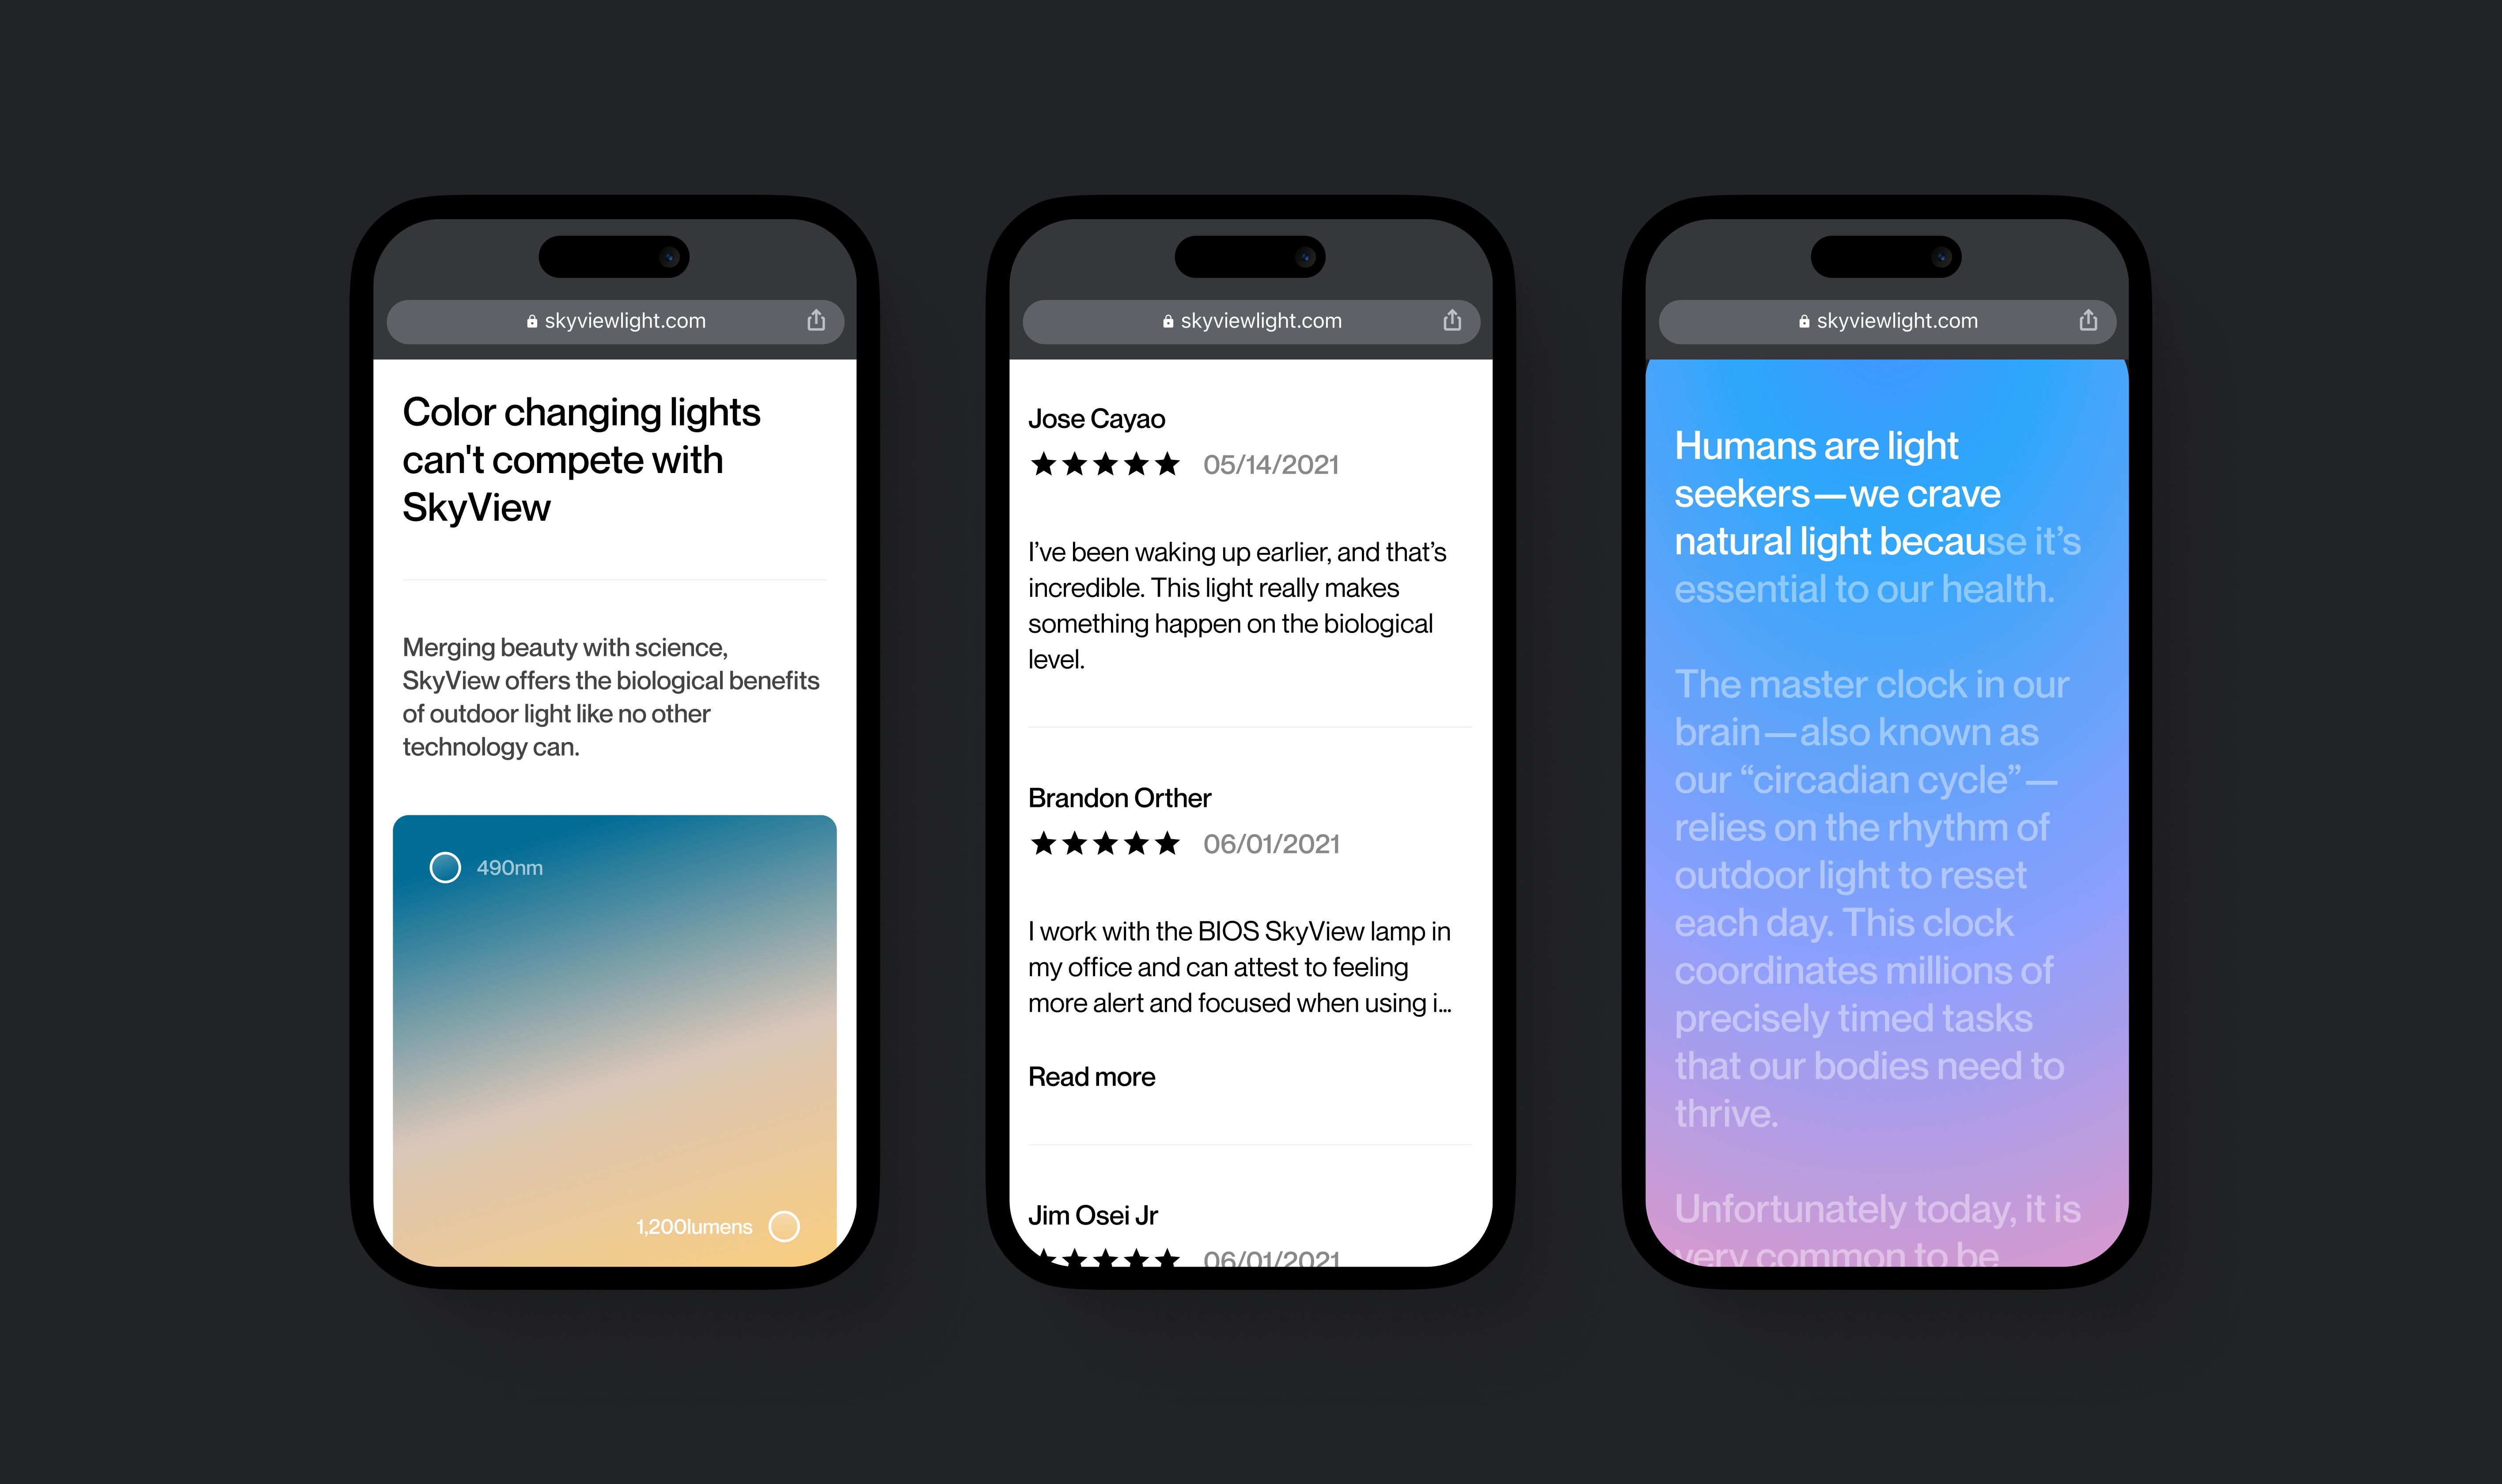 skyviewlight.com
Color changing lights
can't compete with
SkyView
Merging beauty with science,
SkyView offers the biological benefits
of outdoor light like no other
technology can.
490nm
1,200lumens
skyviewlight.com
Jose Cayao
05/14/2021
I’ve been waking up earlier, and that’s
incredible. This light really makes
something happen on the biological
level.
Brandon Orther
06/01/2021
I work with the BIOS SkyView lamp in
my office and can attest to feeling
more alert and focused when using i...
Read more
Jim Osei Jr
06/01/2021
skyviewlight.com
Humans are light
seekers—we crave
natural light because it’s
essential to our health.
The master clock in our
brain—also known as
our “circadian cycle”—
relies on the rhythm of
outdoor light to reset
each day. This clock
coordinates millions of
precisely timed tasks
that our bodies need to
thrive.
Unfortunately today, it is
very common to be